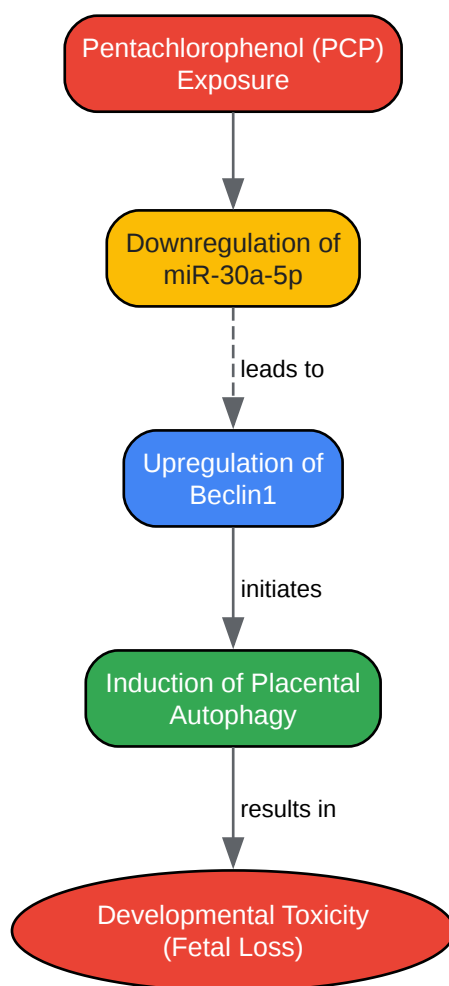 Pentachlorophenol (PCP)
Exposure
Downregulation of
miR-30a-5p
leads to
Upregulation of
Beclin1
initiates
Induction of Placental
Autophagy
results in
Developmental Toxicity
(Fetal Loss)